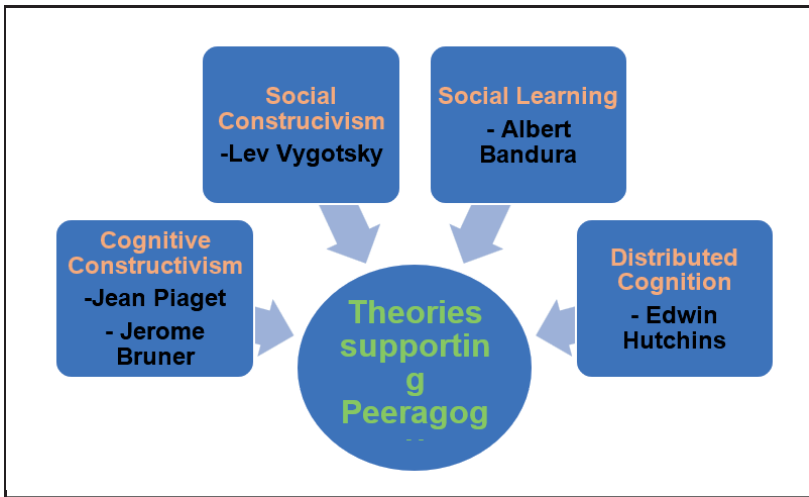 Social
Construcivism
-Lev Vygotsky
Social Learning
- Albert
Bandura
Cognitive
Constructivism
-Jean Piaget
- Jerome
Bruner
Distributed
Cognition
- Edwin
Hutchins
Theories
supportin
g
Peeragog